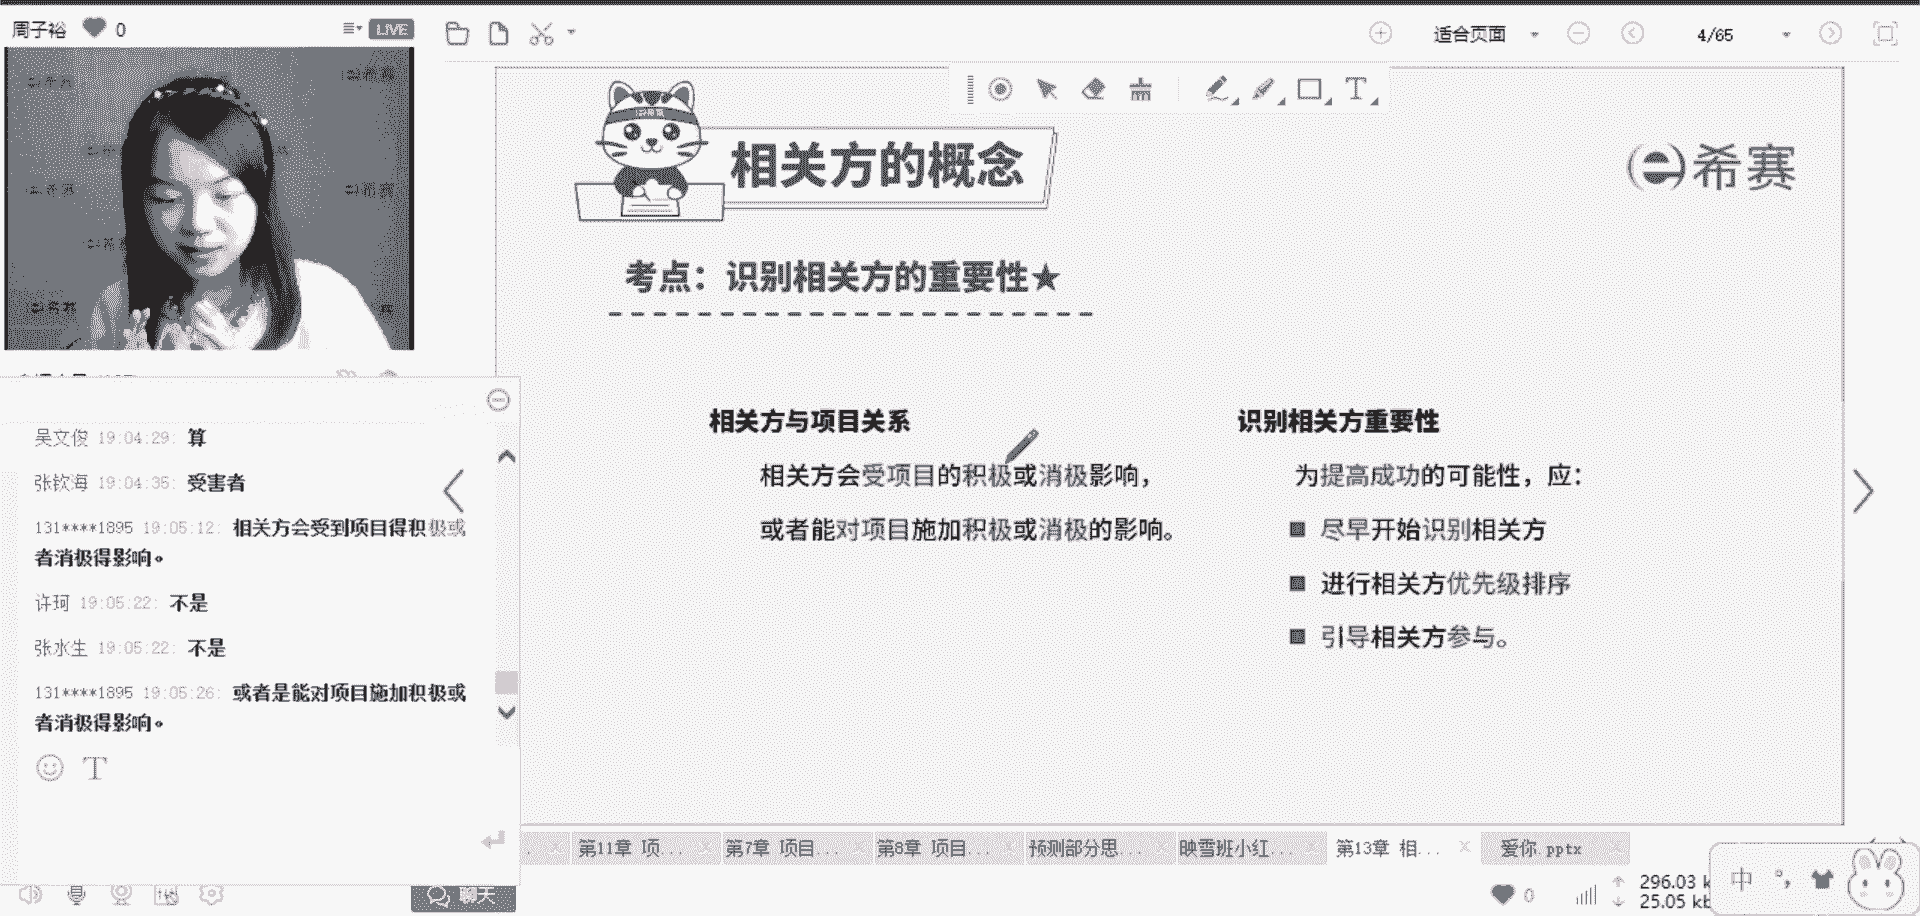 周子裕 0
LIVE
适合页面
4/65
T
希赛
相关方的概念
考点：识别相关方的重要性★
相关方与项目关系
相关方会受项目的积极或消极影响，
或者能对项目施加积极或消极的影响。
识别相关方重要性
为提高成功的可能性，应：
尽早开始识别相关方
进行相关方优先级排序
引导相关方参与。
吴文俊 19:04:29: 算
张钦海 19:04:35: 受害者
131****1895 19:05:12: 相关方会受到项目得积极或
者消极得影响。
许珂 19:05:22: 不是
张水生 19:05:22: 不是
131****1895 19:05:26: 或者是能对项目施加积极或
者消极得影响。
T
聊天
第11章 项...
第7章 项目...
第8章 项目...
预测部分思...
映雪班小红...
第13章 相...
爱你.pptx
0
296.03 k
25.05 kb
中